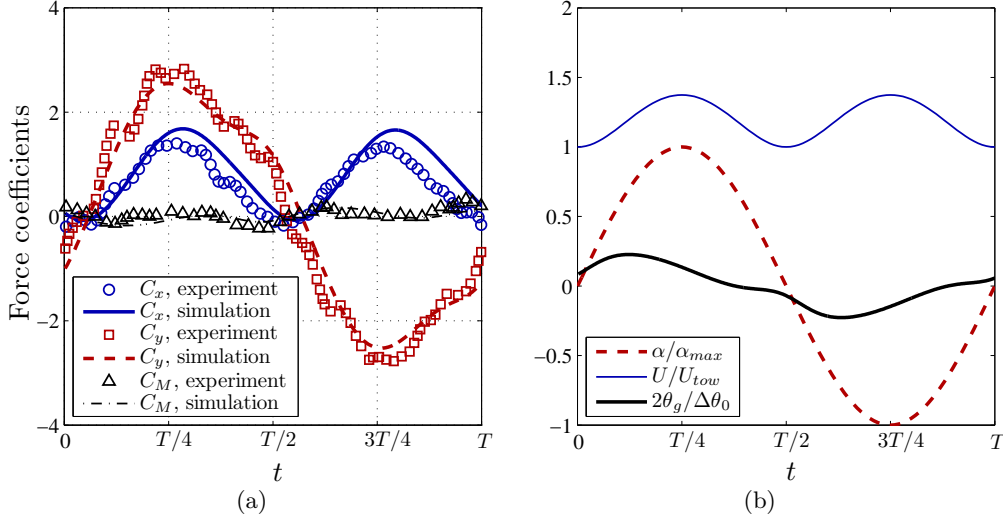 4
2
0
−2
−4
Force coefficients
0
T/4
T/2
3T/4
T
t
C_x, experiment
C_x, simulation
C_y, experiment
C_y, simulation
C_M, experiment
C_M, simulation
(a)
2
1.5
1
0.5
0
−0.5
−1
0
T/4
T/2
3T/4
T
t
α/α_max
U/U_tow
2θ_g/Δθ_0
(b)